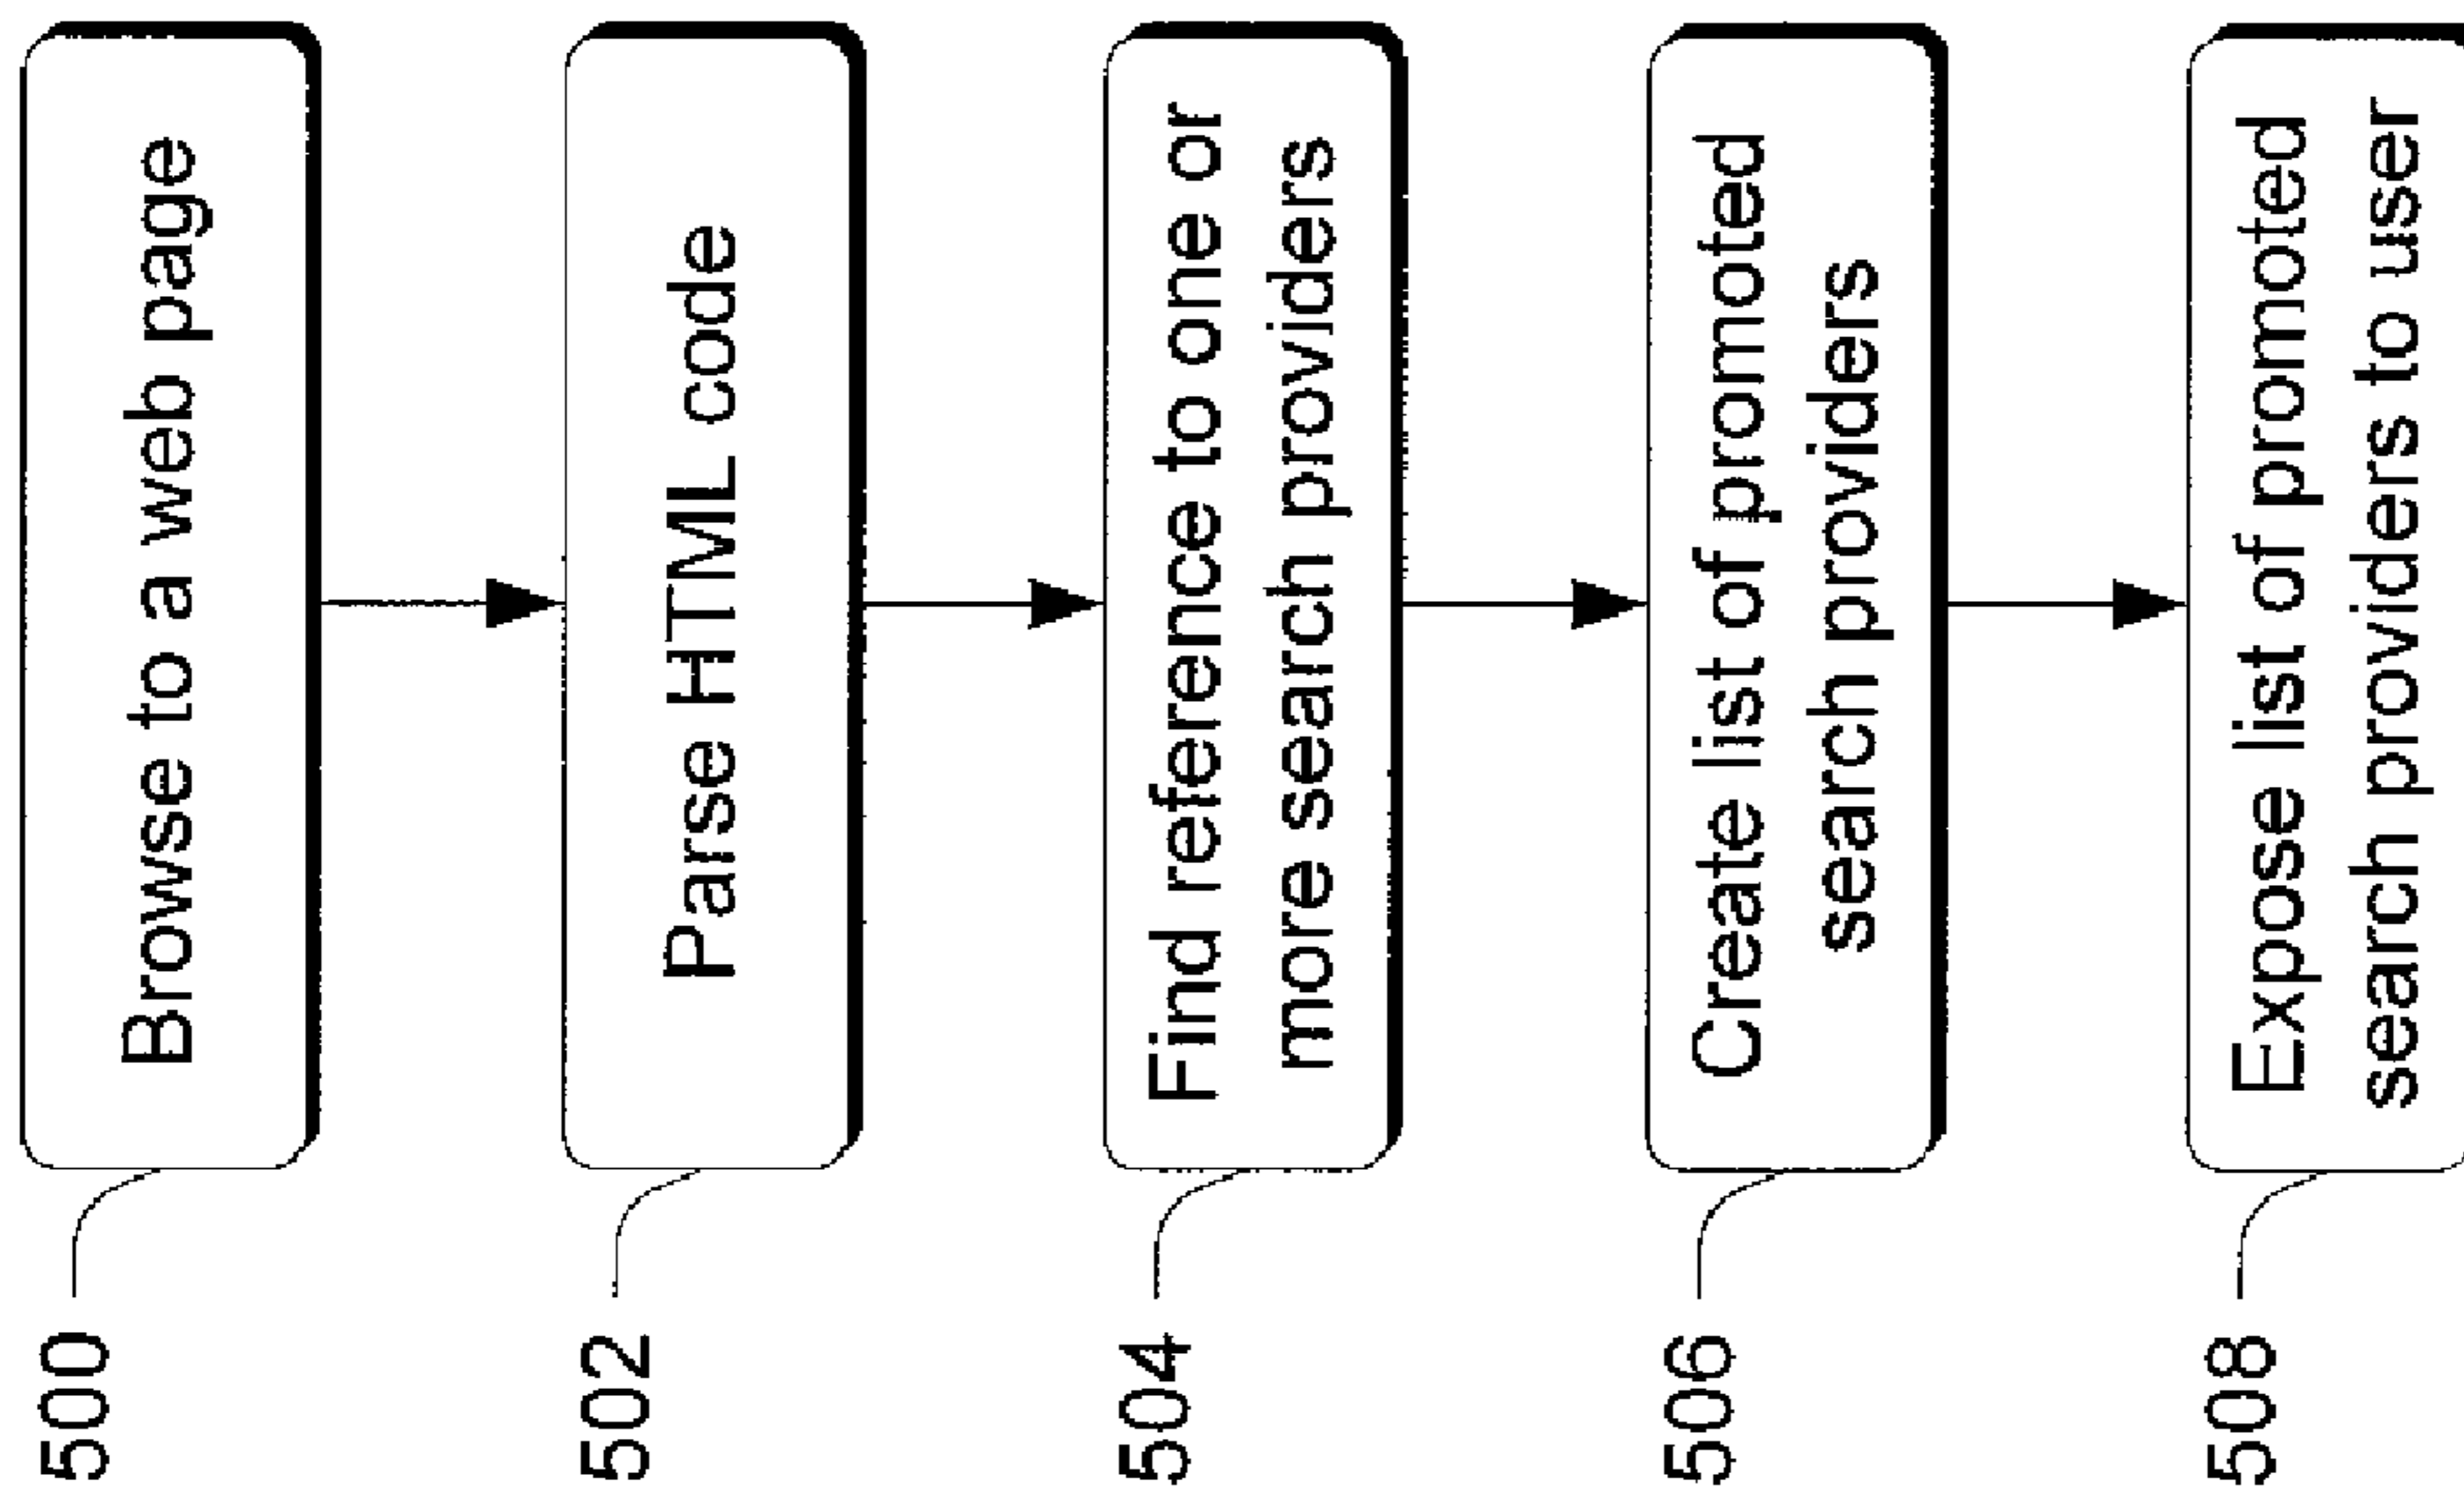 500
Browse to a web page
502
Parse HTML code
504
Find reference to one or
more search providers
506
Create list of promoted
search providers
508
Expose list of promoted
search providers to user